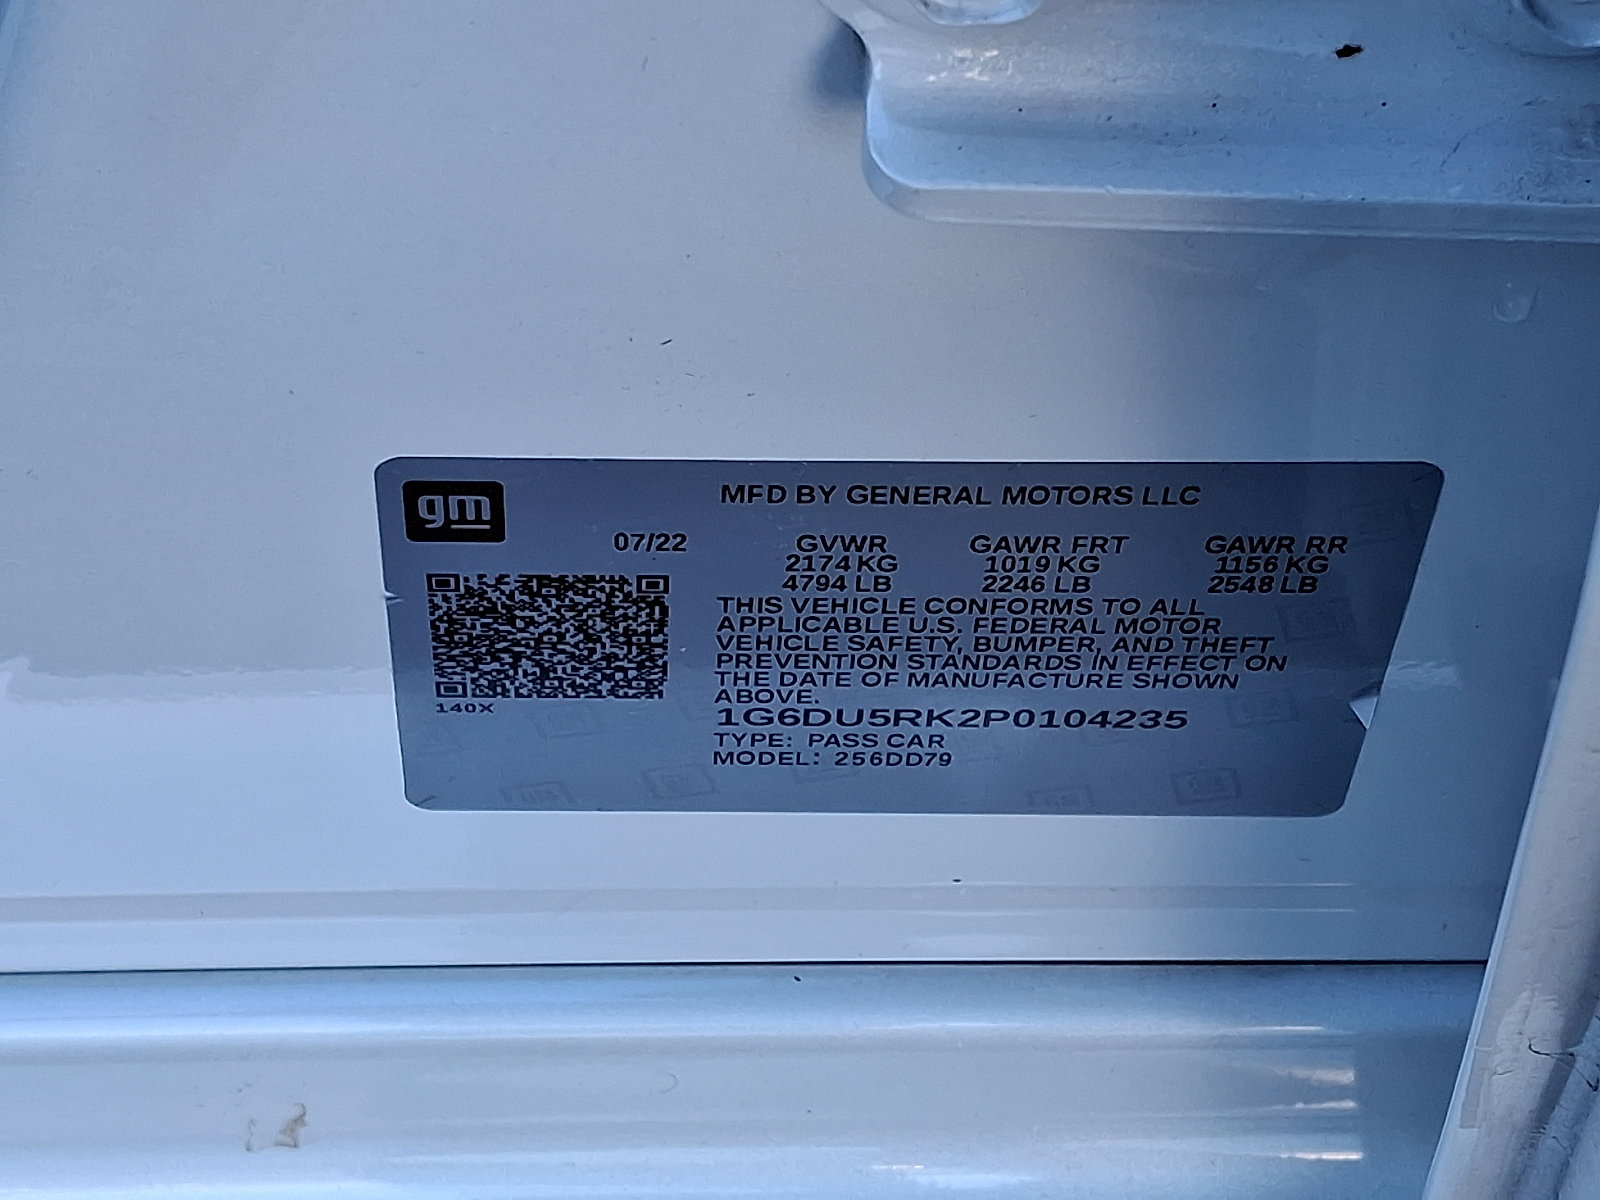 gm
MFD BY GENERAL MOTORS LLC
07/22
GVWR GAWR FRT GAWR RR
2174 KG 1019 KG 1156 KG
4794 LB 2246 LB 2548 LB
THIS VEHICLE CONFORMS TO ALL
APPLICABLE U.S. FEDERAL MOTOR
VEHICLE SAFETY, BUMPER, AND THEFT
PREVENTION STANDARDS IN EFFECT ON
THE DATE OF MANUFACTURE SHOWN
ABOVE.
140X
1G6DU5RK2P0104235
TYPE: PASS CAR
MODEL: 256DD79